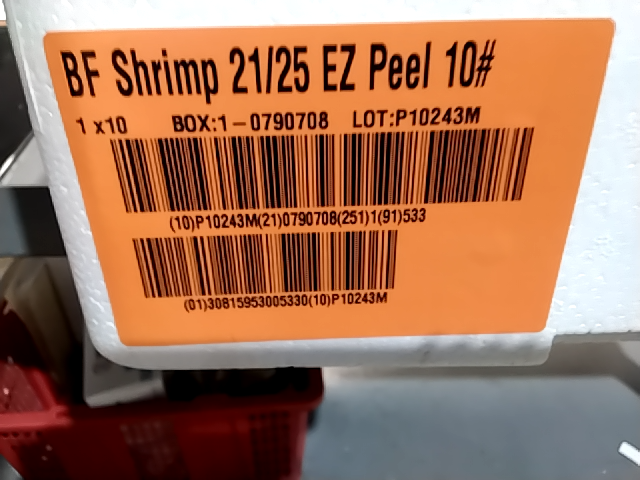 BF Shrimp 21/25 EZ Peel 10#
1 x10 BOX:1-0790708 LOT:P10243M
(10)P10243M(21)0790708(251)1(91)533
(01)30815953005330(10)P10243M